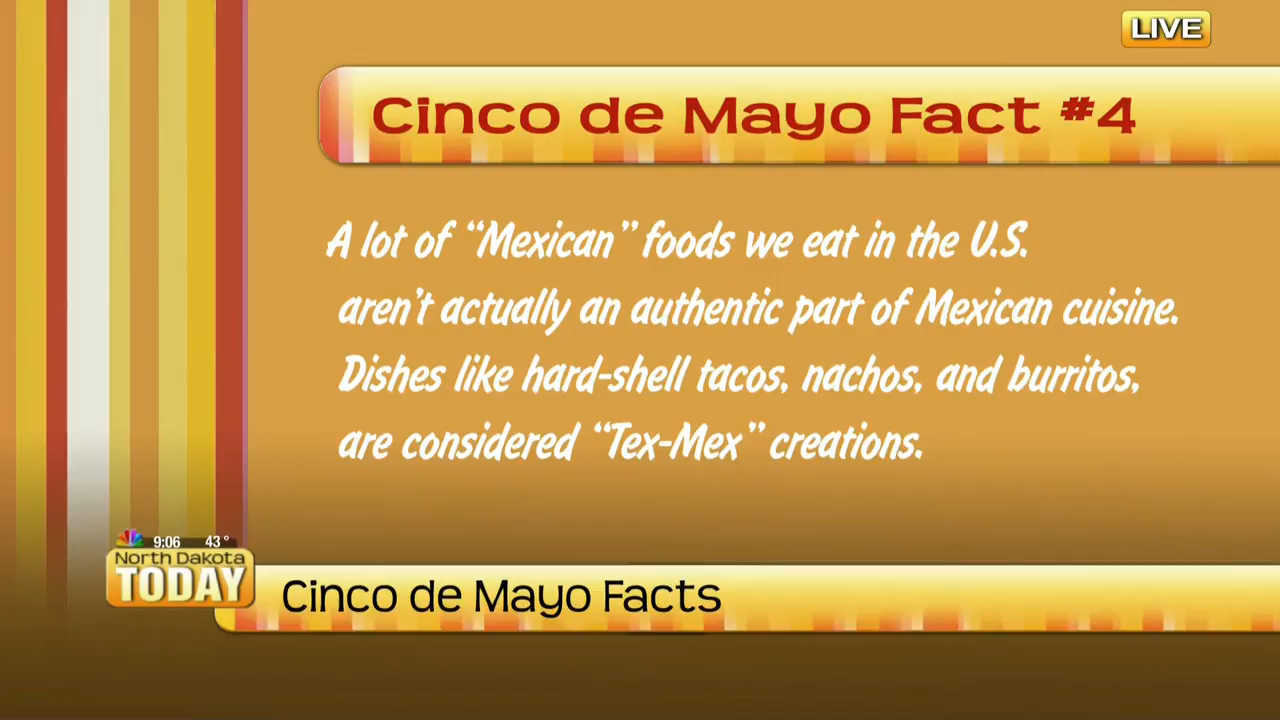 LIVE
Cinco de Mayo Fact #4
A lot of “Mexican” foods we eat in the U.S.
aren't actually an authentic part of Mexican cuisine.
Dishes like hard-shell tacos, nachos, and burritos,
are considered “Tex-Mex” creations.
9:06 43°
North Dakota
TODAY
Cinco de Mayo Facts